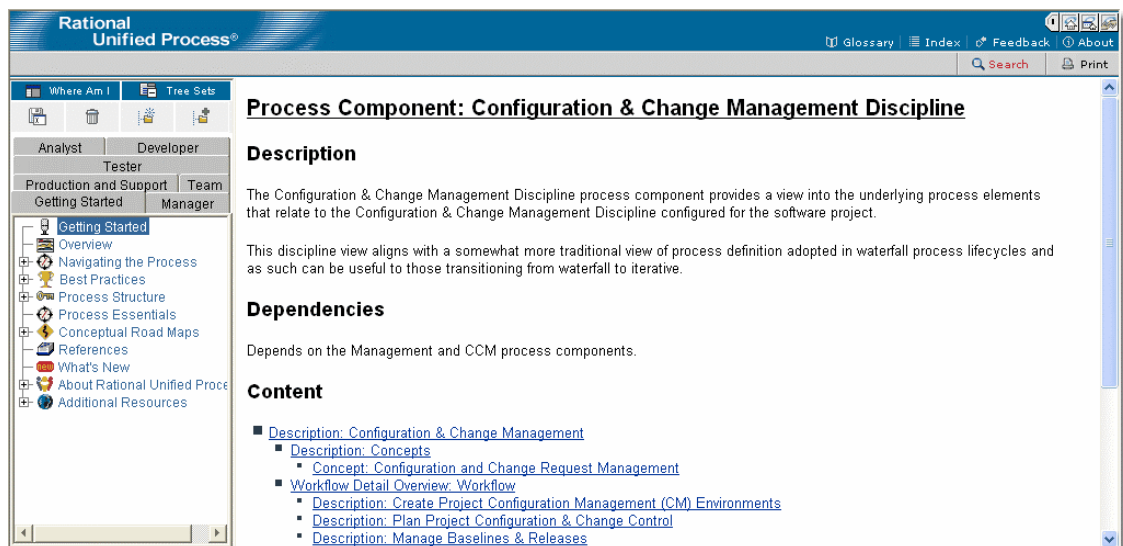 Rational
Unified Process®
Glossary Index Feedback About
Search Print
Where Am I Tree Sets
Analyst Developer
Tester
Production and Support Team
Getting Started Manager
Getting Started
Overview
Navigating the Process
Best Practices
Process Structure
Process Essentials
Conceptual Road Maps
References
What's New
About Rational Unified Proce
Additional Resources
Process Component: Configuration & Change Management Discipline
Description
The Configuration & Change Management Discipline process component provides a view into the underlying process elements
that relate to the Configuration & Change Management Discipline configured for the software project.
This discipline view aligns with a somewhat more traditional view of process definition adopted in waterfall process lifecycles and
as such can be useful to those transitioning from waterfall to iterative.
Dependencies
Depends on the Management and CCM process components.
Content
Description: Configuration & Change Management
Description: Concepts
Concept: Configuration and Change Request Management
Workflow Detail Overview: Workflow
Description: Create Project Configuration Management (CM) Environments
Description: Plan Project Configuration & Change Control
Description: Manage Baselines & Releases